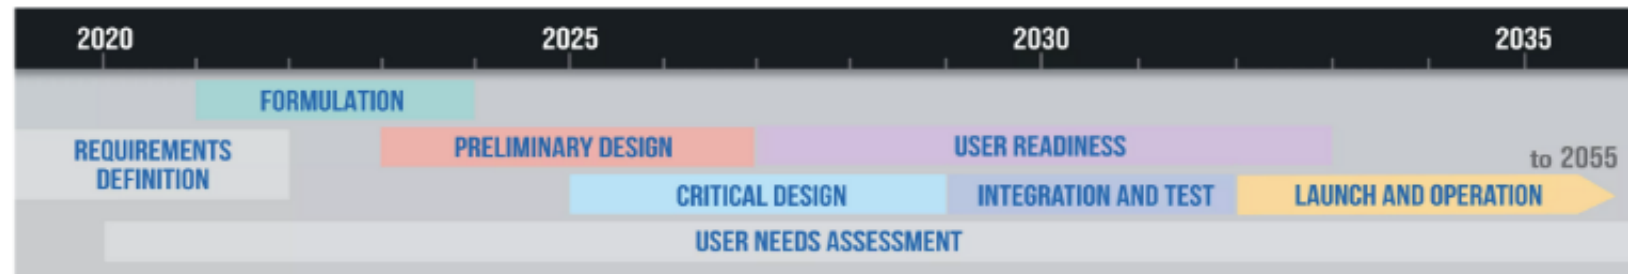 2020 2025 2030 2035
FORMULATION
REQUIREMENTS
DEFINITION
PRELIMINARY DESIGN
USER READINESS
to 2055
CRITICAL DESIGN
INTEGRATION AND TEST
LAUNCH AND OPERATION
USER NEEDS ASSESSMENT